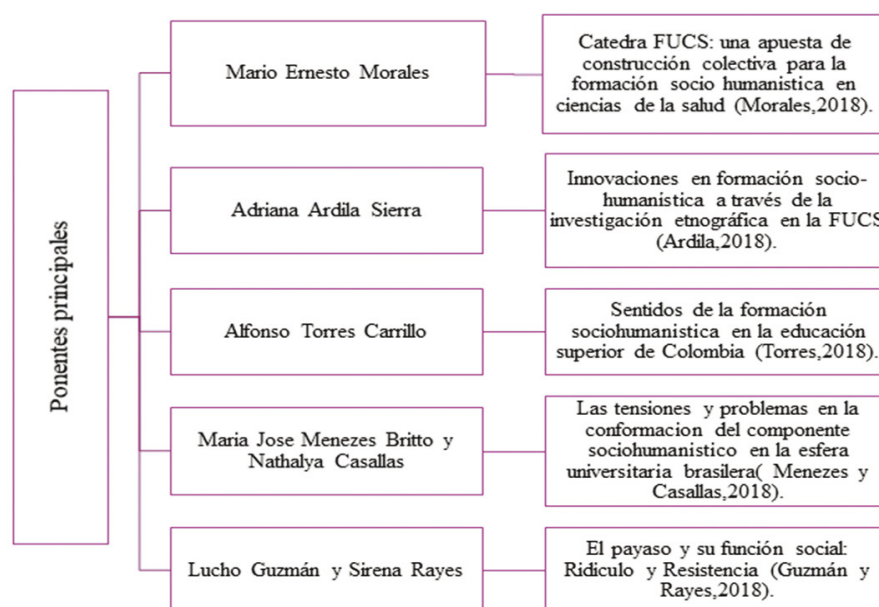 Ponentes principales
Mario Ernesto Morales
Catedra FUCS: una apuesta de
construcción colectiva para la
formación socio humanistica en
ciencias de la salud (Morales,2018).
Adriana Ardila Sierra
Innovaciones en formación socio-
humanistica a través de la
investigación etnográfica en la FUCS
(Ardila,2018).
Alfonso Torres Carrillo
Sentidos de la formación
sociohumanistica en la educación
superior de Colombia (Torres,2018).
Maria Jose Menezes Britto y
Nathalya Casallas
Las tensiones y problemas en la
conformacion del componente
sociohumanistico en la esfera
universitaria brasilera( Menezes y
Casallas,2018).
Lucho Guzmán y Sirena Rayes
El payaso y su función social:
Ridiculo y Resistencia (Guzmán y
Rayes,2018).